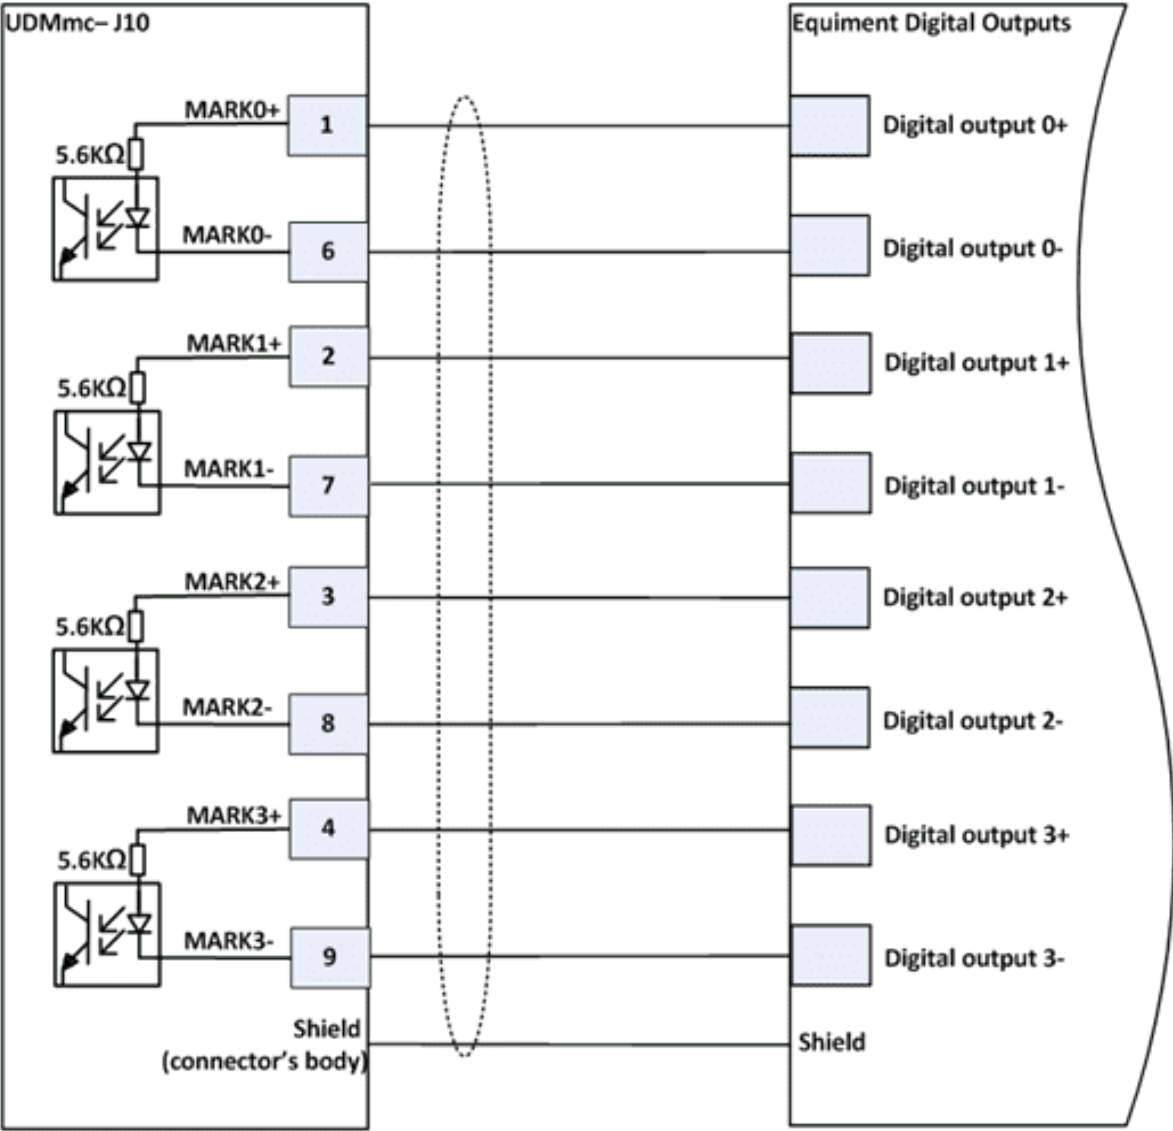 UDMmc– J10
Equiment Digital Outputs
MARK0+
1
Digital output 0+
5.6KΩ
MARK0-
6
Digital output 0-
MARK1+
2
Digital output 1+
5.6KΩ
MARK1-
7
Digital output 1-
MARK2+
3
Digital output 2+
5.6KΩ
MARK2-
8
Digital output 2-
MARK3+
4
Digital output 3+
5.6KΩ
MARK3-
9
Digital output 3-
Shield
(connector's body)
Shield